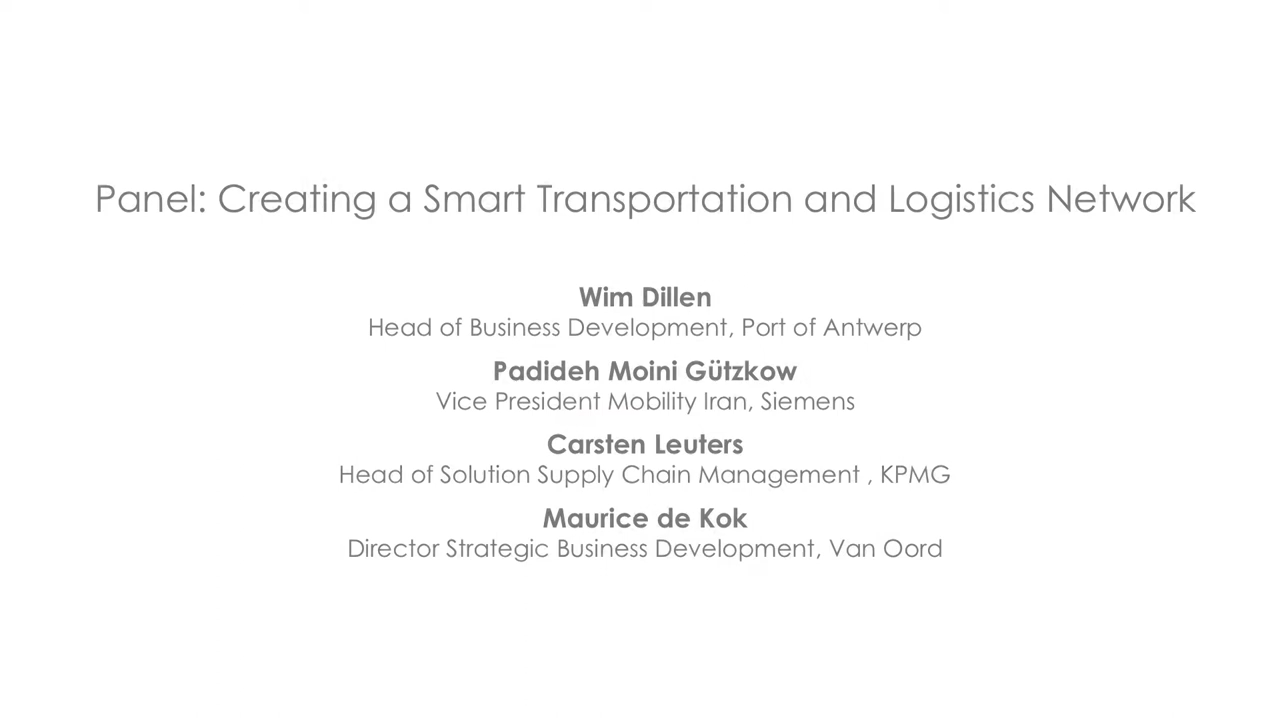 Panel: Creating a Smart Transportation and Logistics Network
Wim Dillen
Head of Business Development, Port of Antwerp
Padideh Moini Gützkow
Vice President Mobility Iran, Siemens
Carsten Leuters
Head of Solution Supply Chain Management , KPMG
Maurice de Kok
Director Strategic Business Development, Van Oord